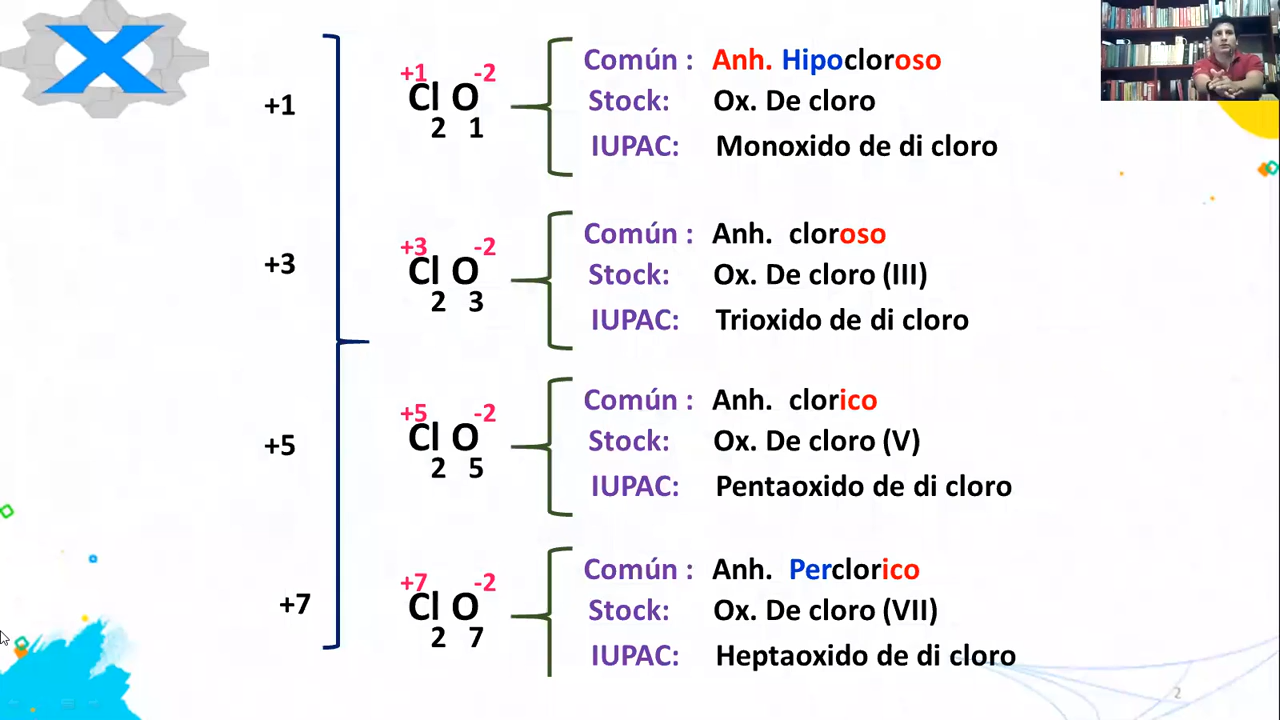 +1
+1 -2
Cl O
2 1
Común : Anh. Hipocloroso
Stock: Ox. De cloro
IUPAC: Monoxido de di cloro
+3
+3 -2
Cl O
2 3
Común : Anh. cloroso
Stock: Ox. De cloro (III)
IUPAC: Trioxido de di cloro
+5
+5 -2
Cl O
2 5
Común : Anh. clorico
Stock: Ox. De cloro (V)
IUPAC: Pentaoxido de di cloro
+7
+7 -2
Cl O
2 7
Común : Anh. Perclorico
Stock: Ox. De cloro (VII)
IUPAC: Heptaoxido de di cloro
2
X